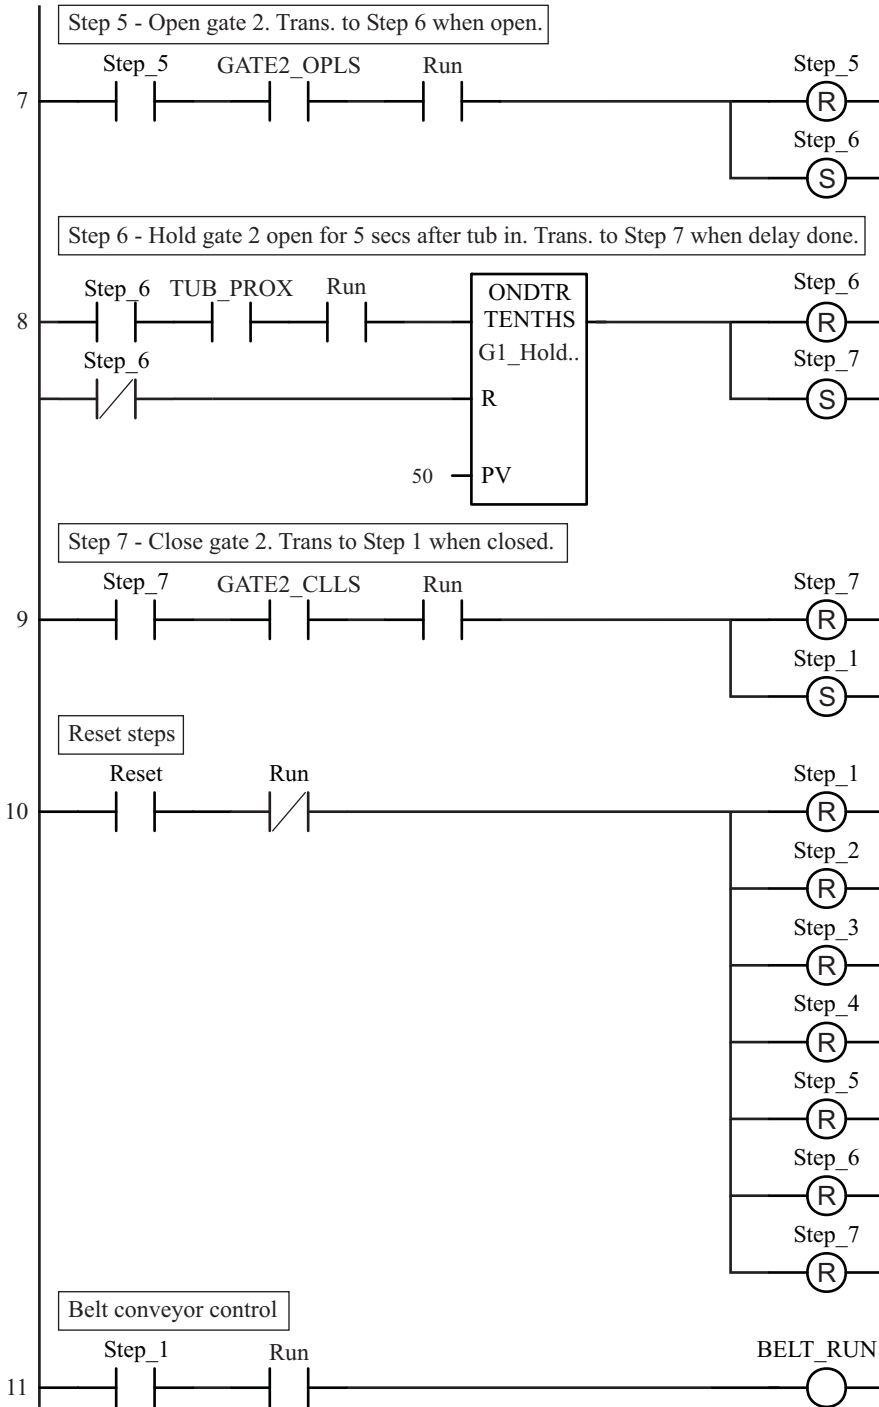 Step 5 - Open gate 2. Trans. to Step 6 when open.
Step_5 GATE2_OPLS Run Step_5
7 R
Step_6
S
Step 6 - Hold gate 2 open for 5 secs after tub in. Trans. to Step 7 when delay done.
Step_6 TUB_PROX Run ONDTR Step_6
8 TENTHS R
Step_6 G1_Hold.. Step_7
R S
50 PV
Step 7 - Close gate 2. Trans to Step 1 when closed.
Step_7 GATE2_CLLS Run Step_7
9 R
Step_1
S
Reset steps
Reset Run Step_1
10 R
Step_2
R
Step_3
R
Step_4
R
Step_5
R
Step_6
R
Step_7
R
Belt conveyor control
Step_1 Run BELT_RUN
11